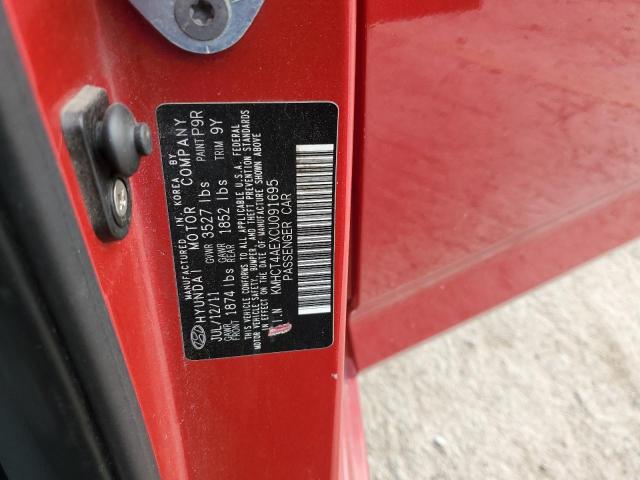 MANUFACTURED IN KOREA BY
HYUNDAI MOTOR COMPANY
JUL/12/11 GVWR 3527 lbs PAINT P9R
GAWR FRONT 1874 lbs GAWR REAR 1852 lbs TRIM 9Y
THIS VEHICLE CONFORMS TO ALL APPLICABLE U.S.A. FEDERAL
MOTOR VEHICLE SAFETY, BUMPER, AND THEFT PREVENTION STANDARDS
IN EFFECT ON THE DATE OF MANUFACTURE SHOWN ABOVE
V.I.N KMHCT4AEXCU091695
PASSENGER CAR